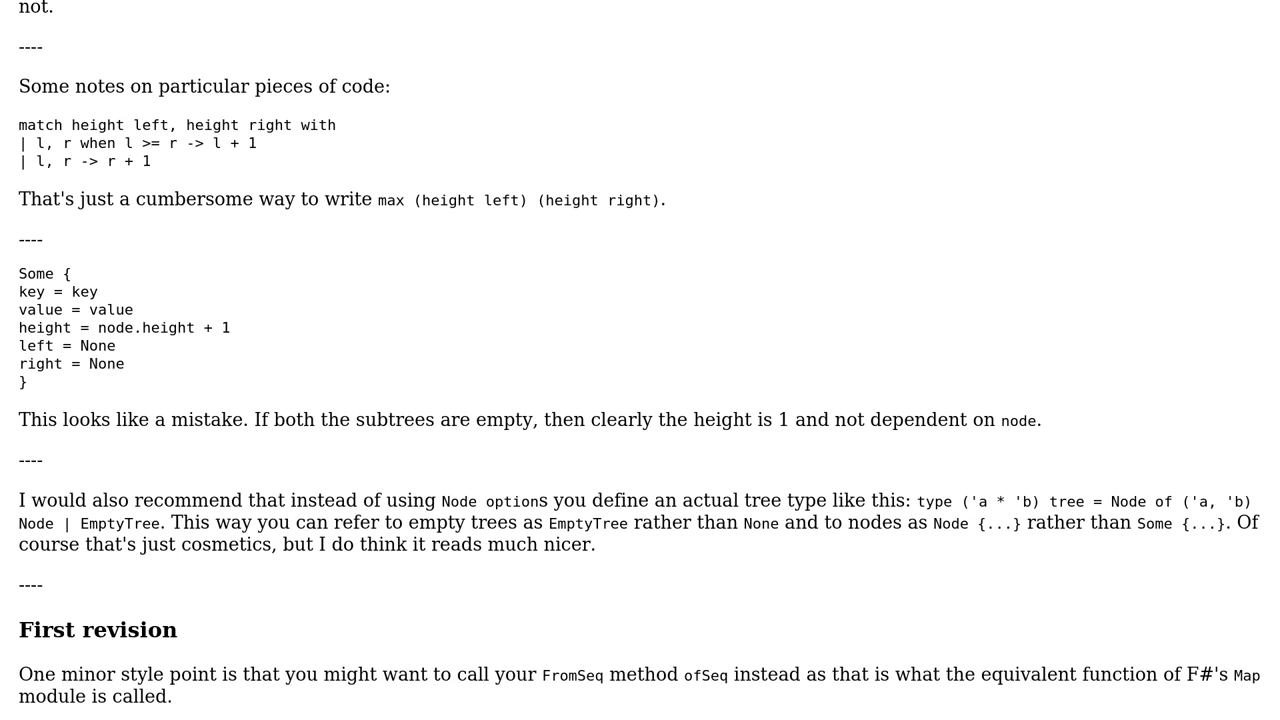 not.
----
Some notes on particular pieces of code:
match height left, height right with
| l, r when l >= r -> l + 1
| l, r -> r + 1
That's just a cumbersome way to write max (height left) (height right).
----
Some {
key = key
value = value
height = node.height + 1
left = None
right = None
}
This looks like a mistake. If both the subtrees are empty, then clearly the height is 1 and not dependent on node.
----
I would also recommend that instead of using Node options you define an actual tree type like this: type ('a * 'b) tree = Node of ('a, 'b)
Node | EmptyTree. This way you can refer to empty trees as EmptyTree rather than None and to nodes as Node {...} rather than Some {...}. Of
course that's just cosmetics, but I do think it reads much nicer.
----
First revision
One minor style point is that you might want to call your FromSeq method ofSeq instead as that is what the equivalent function of F#'s Map
module is called.